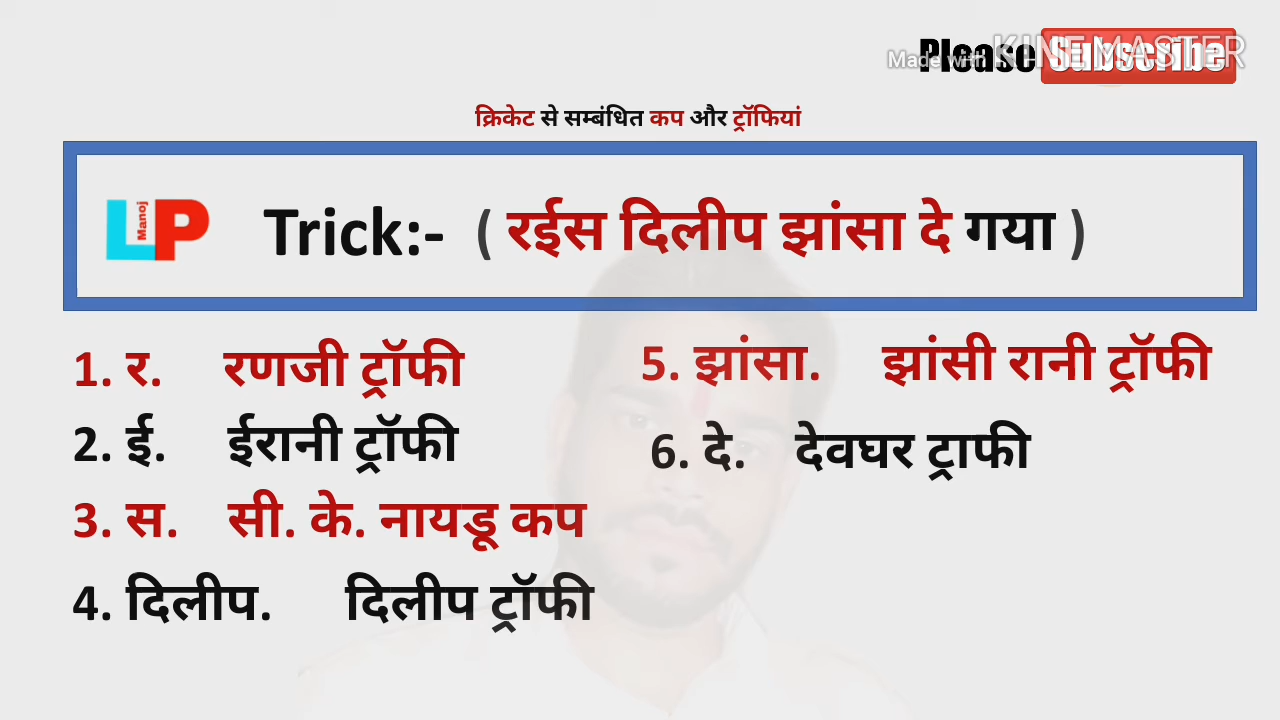 Please Subscribe
Made with KINEMASTER
क्रिकेट से सम्बंधित कप और ट्रॉफियां
L Manoj P
Trick:- ( रईस दिलीप झांसा दे गया )
1. र. रणजी ट्रॉफी
2. ई. ईरानी ट्रॉफी
3. स. सी. के. नायडू कप
4. दिलीप. दिलीप ट्रॉफी
5. झांसा. झांसी रानी ट्रॉफी
6. दे. देवघर ट्राफी